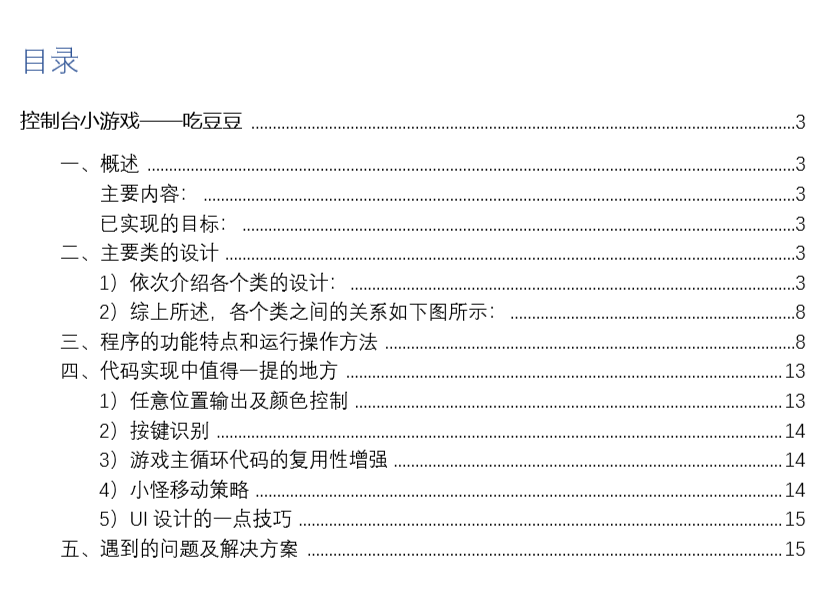 目录
控制台小游戏——吃豆豆 ........................................ 3
一、概述 ........................................ 3
主要内容： ........................................ 3
已实现的目标： ........................................ 3
二、主要类的设计 ........................................ 3
1）依次介绍各个类的设计： ........................................ 3
2）综上所述，各个类之间的关系如下图所示： ........................................ 8
三、程序的功能特点和运行操作方法 ........................................ 8
四、代码实现中值得一提的地方 ........................................ 13
1）任意位置输出及颜色控制 ........................................ 13
2）按键识别 ........................................ 14
3）游戏主循环代码的复用性增强 ........................................ 14
4）小怪移动策略 ........................................ 14
5）UI 设计的一点技巧 ........................................ 15
五、遇到的问题及解决方案 ........................................ 15